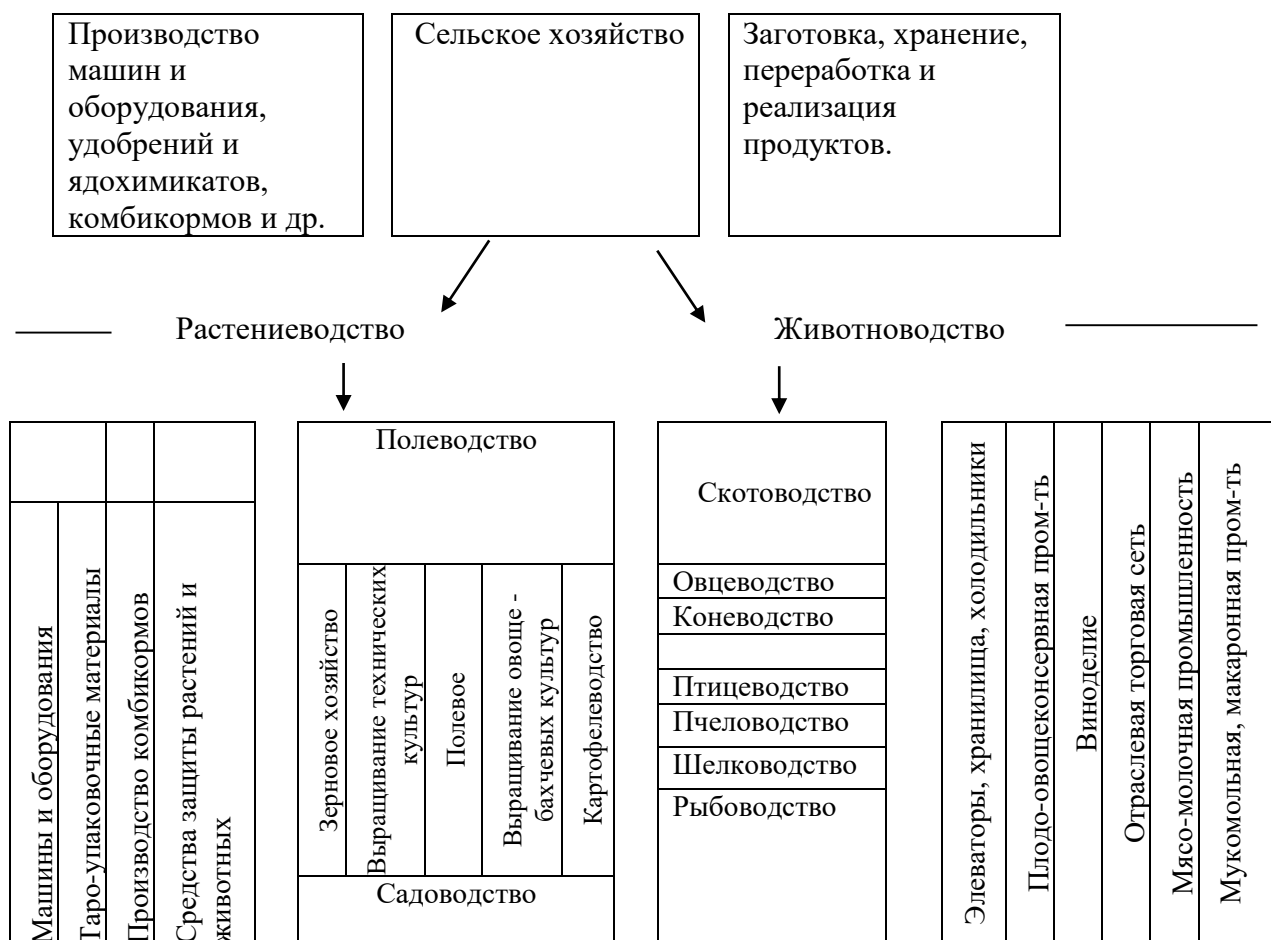 Производство
машин и
оборудования,
удобрений и
ядохимикатов,
комбикормов и др.
Сельское хозяйство
Заготовка, хранение,
переработка и
реализация
продуктов.
Растениеводство
Животноводство
Машины и оборудования
Таро-упаковочные материалы
Производство комбикормов
Средства защиты растений и
животных
Полеводство
Зерновое хозяйство
Выращивание технических
культур
Полевое
Выращивание овоще -
бахчевых культур
Картофелеводство
Садоводство
Скотоводство
Овцеводство
Коневодство
Птицеводство
Пчеловодство
Шелководство
Рыбоводство
Элеваторы, хранилища, холодильники
Плодо-овощеконсервная пром-ть
Виноделие
Отраслевая торговая сеть
Мясо-молочная промышленность
Мукомольная, макаронная пром-ть